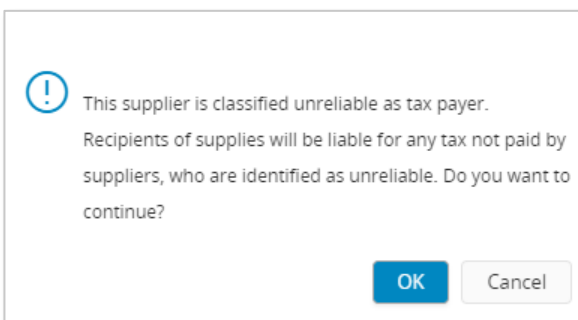 This supplier is classified unreliable as tax payer.
Recipients of supplies will be liable for any tax not paid by
suppliers, who are identified as unreliable. Do you want to
continue?
OK
Cancel